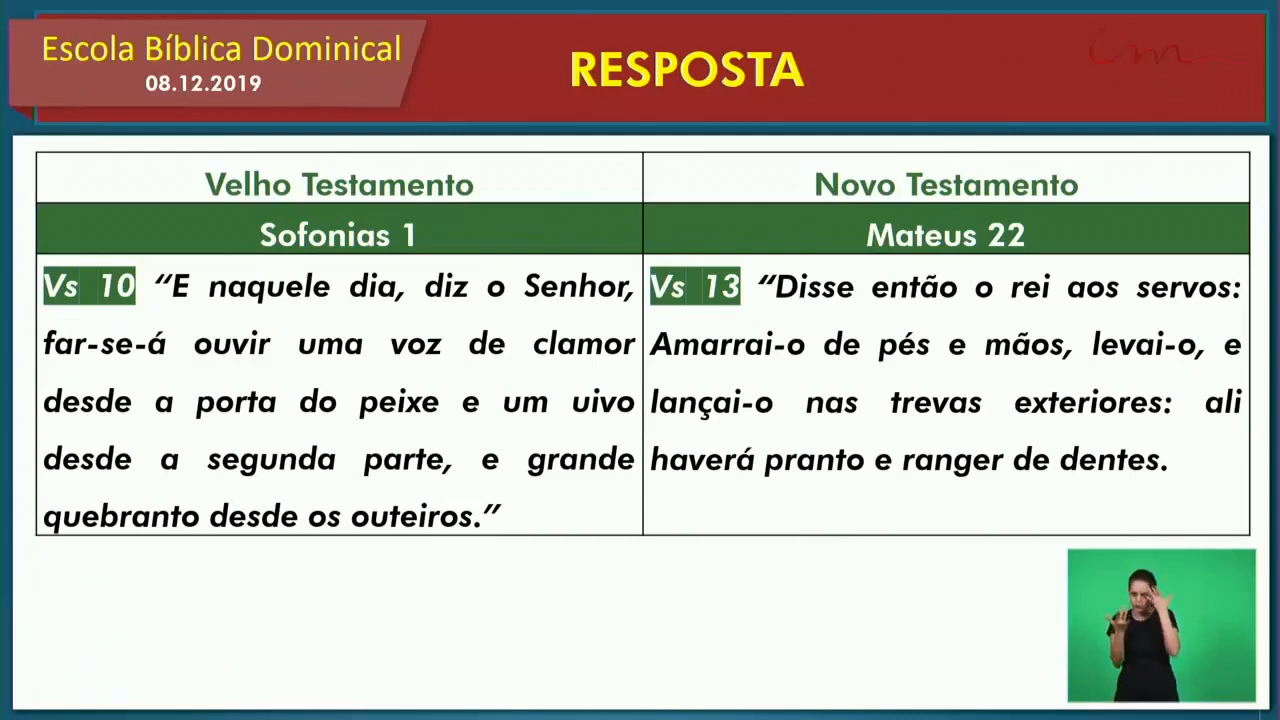 Escola Bíblica Dominical
08.12.2019
RESPOSTA
Velho Testamento
Novo Testamento
Sofonias 1
Mateus 22
Vs 10 “E naquele dia, diz o Senhor,
far-se-á ouvir uma voz de clamor
desde a porta do peixe e um uivo
desde a segunda parte, e grande
quebranto desde os outeiros.”
Vs 13 “Disse então o rei aos servos:
Amarrai-o de pés e mãos, levai-o, e
lançai-o nas trevas exteriores: ali
haverá pranto e ranger de dentes.